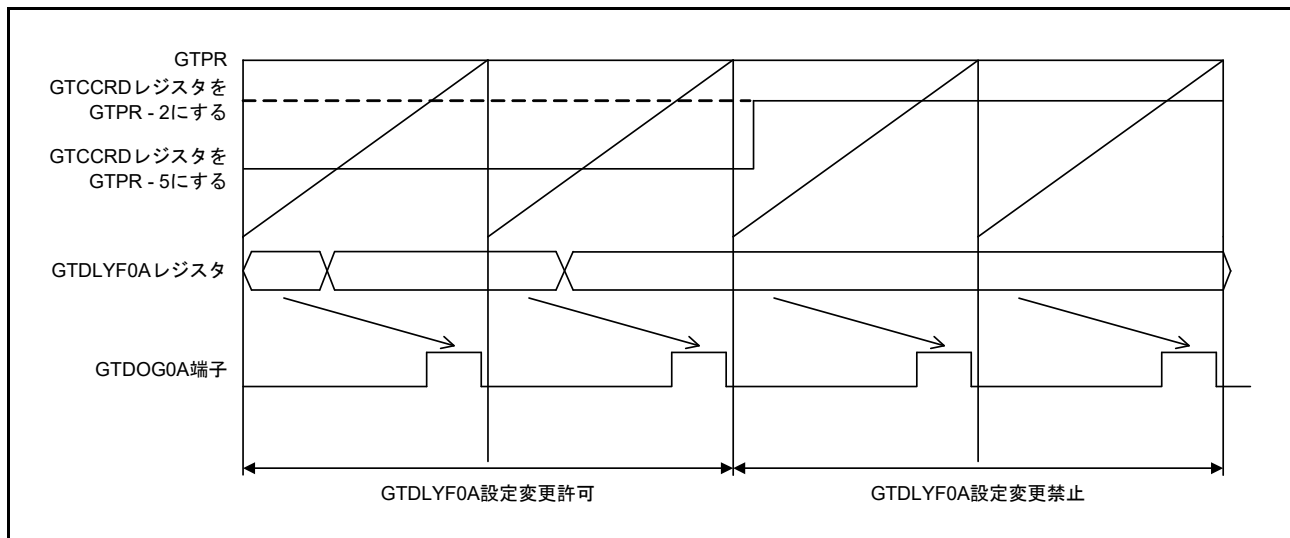 GTPR
GTCCRDレジスタを
GTPR - 2にする
GTCCRDレジスタを
GTPR - 5にする
GTDLYF0Aレジスタ
GTDOG0A端子
GTDLYF0A設定変更許可
GTDLYF0A設定変更禁止